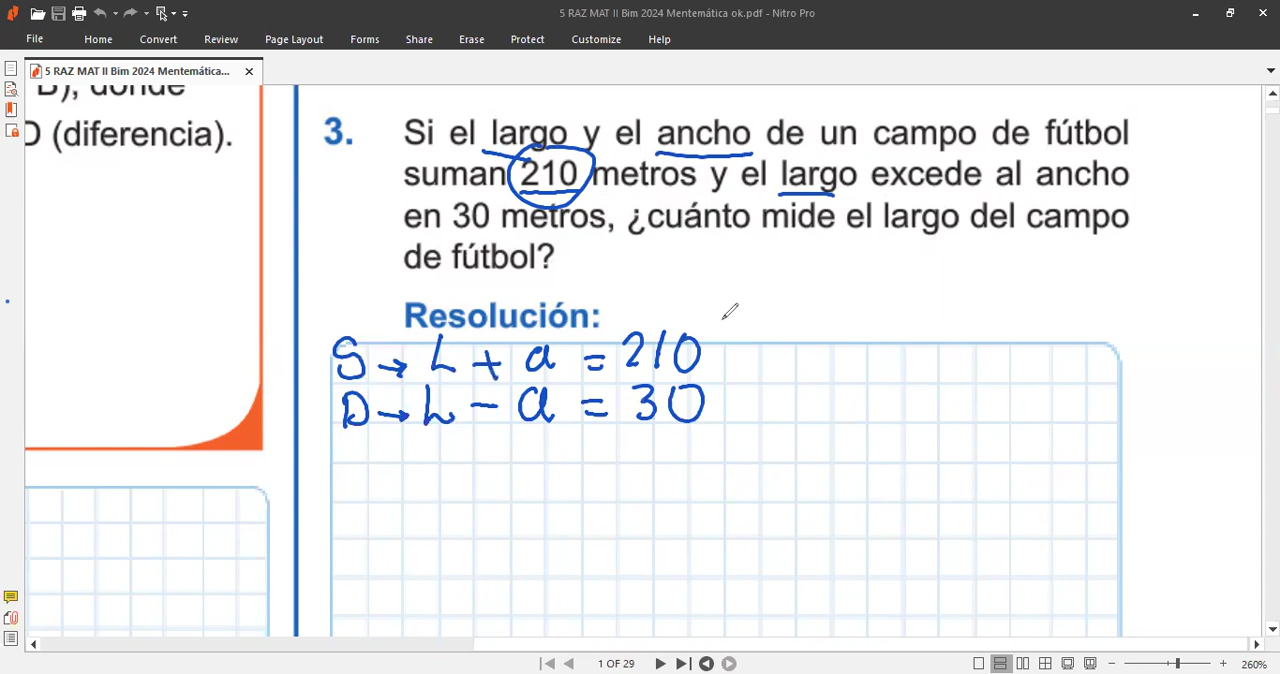 5 RAZ MAT II Bim 2024 Mentemática ok.pdf - Nitro Pro
File Home Convert Review Page Layout Forms Share Erase Protect Customize Help
5 RAZ MAT II Bim 2024 Mentemática...
B), donde
D (diferencia).
3. Si el largo y el ancho de un campo de fútbol
suman 210 metros y el largo excede al ancho
en 30 metros, ¿cuánto mide el largo del campo
de fútbol?
Resolución:
S → L + a = 210
D → L - a = 30
1 OF 29
260%